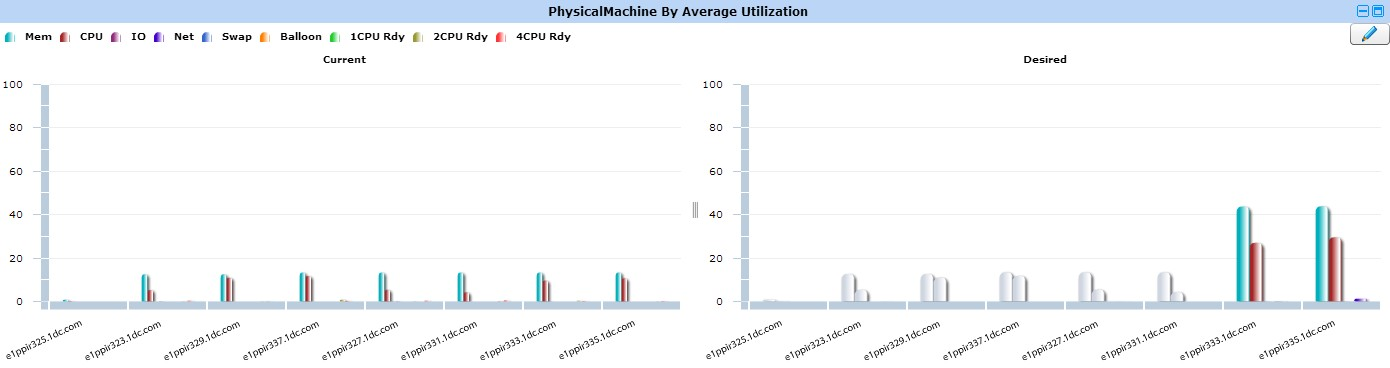 PhysicalMachine By Average Utilization
Mem CPU IO Net Swap Balloon 1CPU Rdy 2CPU Rdy 4CPU Rdy
Current
100
80
60
40
20
0
e1ppir325.1dc.com
e1ppir323.1dc.com
e1ppir329.1dc.com
e1ppir337.1dc.com
e1ppir327.1dc.com
e1ppir331.1dc.com
e1ppir333.1dc.com
e1ppir335.1dc.com
Desired
100
80
60
40
20
0
e1ppir325.1dc.com
e1ppir323.1dc.com
e1ppir329.1dc.com
e1ppir337.1dc.com
e1ppir327.1dc.com
e1ppir331.1dc.com
e1ppir333.1dc.com
e1ppir335.1dc.com